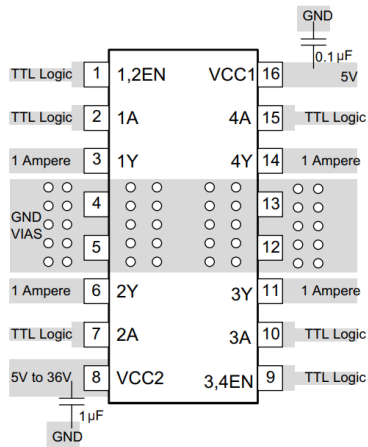 GND
0.1 µF
TTL Logic 1 1,2EN VCC1 16 5V
TTL Logic 2 1A 4A 15 TTL Logic
1 Ampere 3 1Y 4Y 14 1 Ampere
4 13
GND
VIAS
5 12
1 Ampere 6 2Y 3Y 11 1 Ampere
TTL Logic 7 2A 3A 10 TTL Logic
5V to 36V 8 VCC2 3,4EN 9 TTL Logic
1 µF
GND